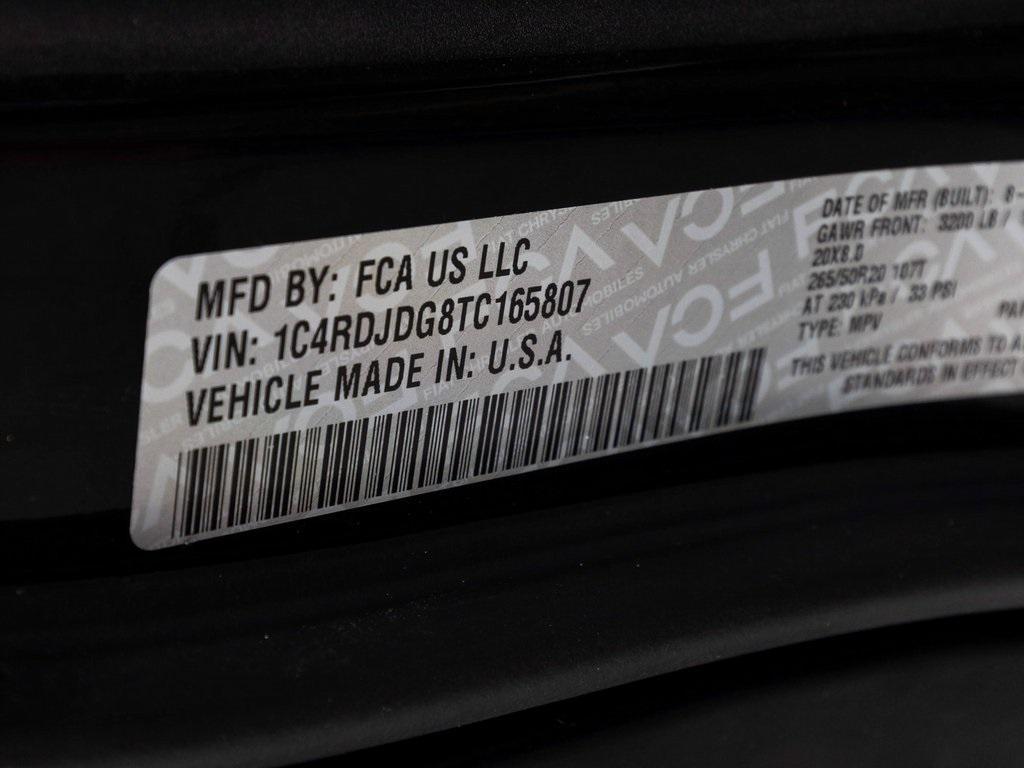 MFD BY: FCA US LLC
VIN: 1C4RDJDG8TC165807
VEHICLE MADE IN: U.S.A.
DATE OF MFR (BUILT): 8-
GAWR FRONT: 3200 LB /
20X8.0
265/50R20 107T
AT 230 kPa / 33 PSI
TYPE: MPV
THIS VEHICLE CONFORMS TO
STANDARDS IN EFFECT